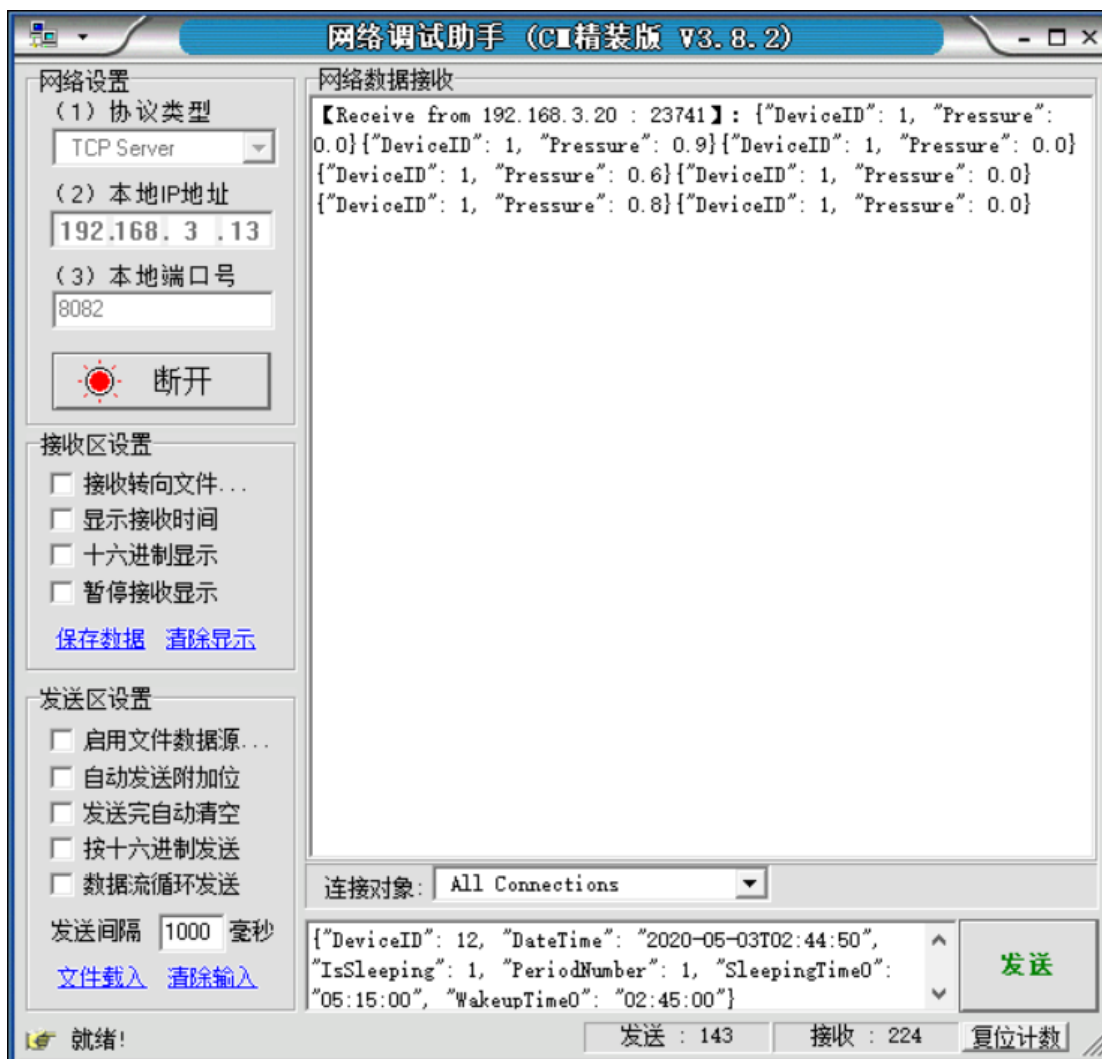 网络调试助手 (CⅢ精装版 V3.8.2)
网络设置
(1) 协议类型
TCP Server
(2) 本地IP地址
192.168. 3 .13
(3) 本地端口号
8082
断开
接收区设置
接收转向文件...
显示接收时间
十六进制显示
暂停接收显示
保存数据 清除显示
发送区设置
启用文件数据源...
自动发送附加位
发送完自动清空
按十六进制发送
数据流循环发送
发送间隔 1000 毫秒
文件载入 清除输入
网络数据接收
【Receive from 192.168.3.20 : 23741】: {"DeviceID": 1, "Pressure":
0.0}{"DeviceID": 1, "Pressure": 0.9}{"DeviceID": 1, "Pressure": 0.0}
{"DeviceID": 1, "Pressure": 0.6}{"DeviceID": 1, "Pressure": 0.0}
{"DeviceID": 1, "Pressure": 0.8}{"DeviceID": 1, "Pressure": 0.0}
连接对象: All Connections
{"DeviceID": 12, "DateTime": "2020-05-03T02:44:50",
"IsSleeping": 1, "PeriodNumber": 1, "SleepingTime0":
"05:15:00", "WakeupTime0": "02:45:00"}
发送
就绪!
发送 : 143
接收 : 224
复位计数